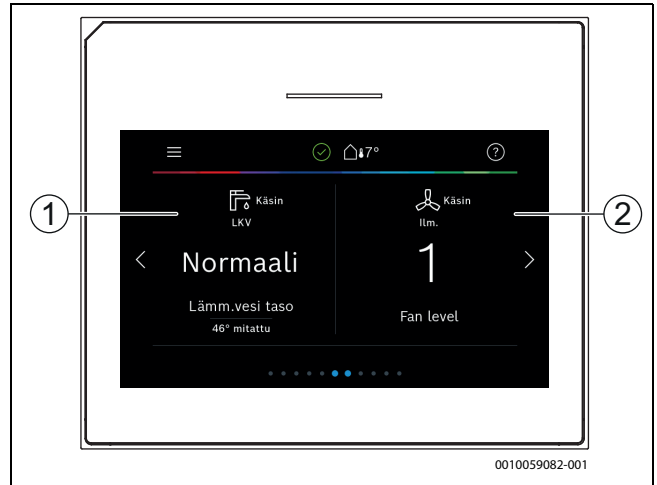 7°
?
Käsin
LKV
Käsin
Ilm.
1
2
Normaali
1
Lämm.vesi taso
46° mitattu
Fan level
0010059082-001